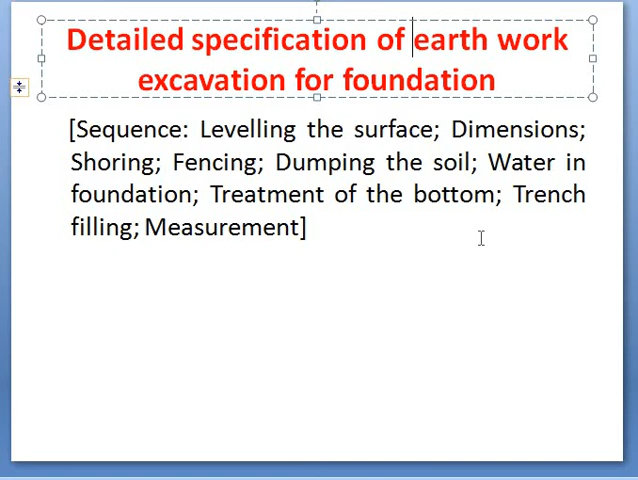 Detailed specification of earth work
excavation for foundation
[Sequence: Levelling the surface; Dimensions;
Shoring; Fencing; Dumping the soil; Water in
foundation; Treatment of the bottom; Trench
filling; Measurement]